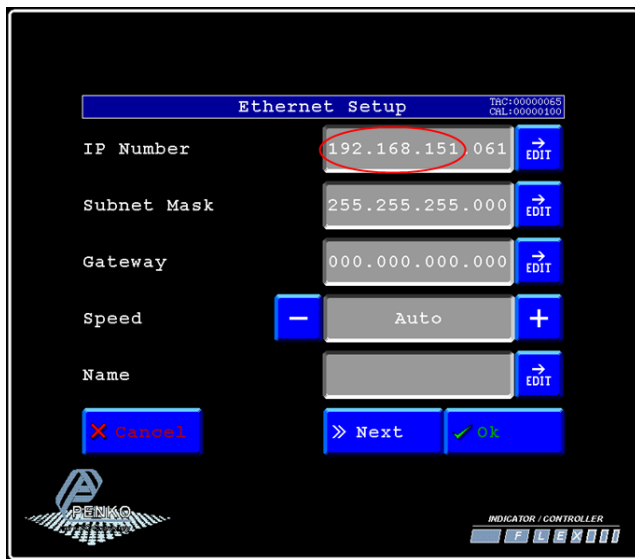 Ethernet Setup
TAC:00000065
CAL:00000100
IP Number
192.168.151.061
EDIT
Subnet Mask
255.255.255.000
EDIT
Gateway
000.000.000.000
EDIT
Speed
−
Auto
+
Name
EDIT
Cancel
Next
Ok
PENKO
INDICATOR / CONTROLLER
FLEX